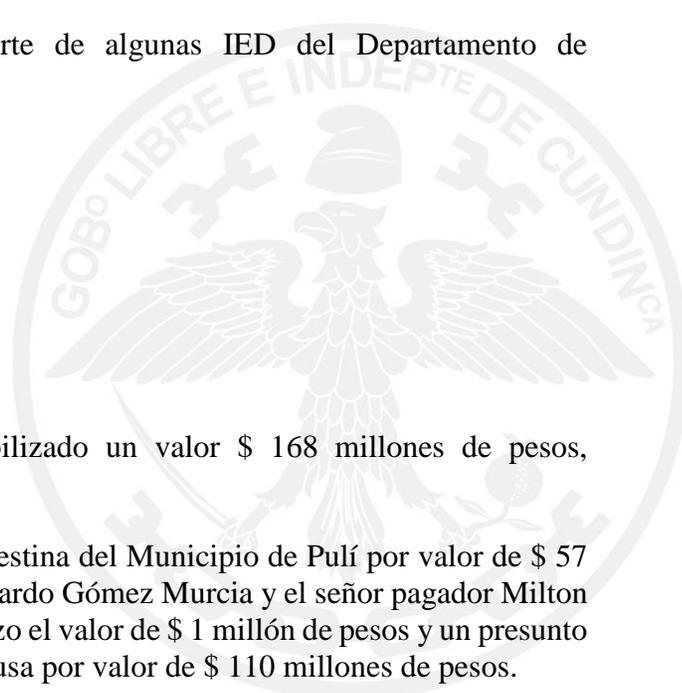 rte de algunas IED del Departamento de
GOBº LIBRE E INDEPTE DE CUNDINCA
ilizado un valor $ 168 millones de pesos,
estina del Municipio de Pulí por valor de $ 57
ardo Gómez Murcia y el señor pagador Milton
zo el valor de $ 1 millón de pesos y un presunto
usa por valor de $ 110 millones de pesos.